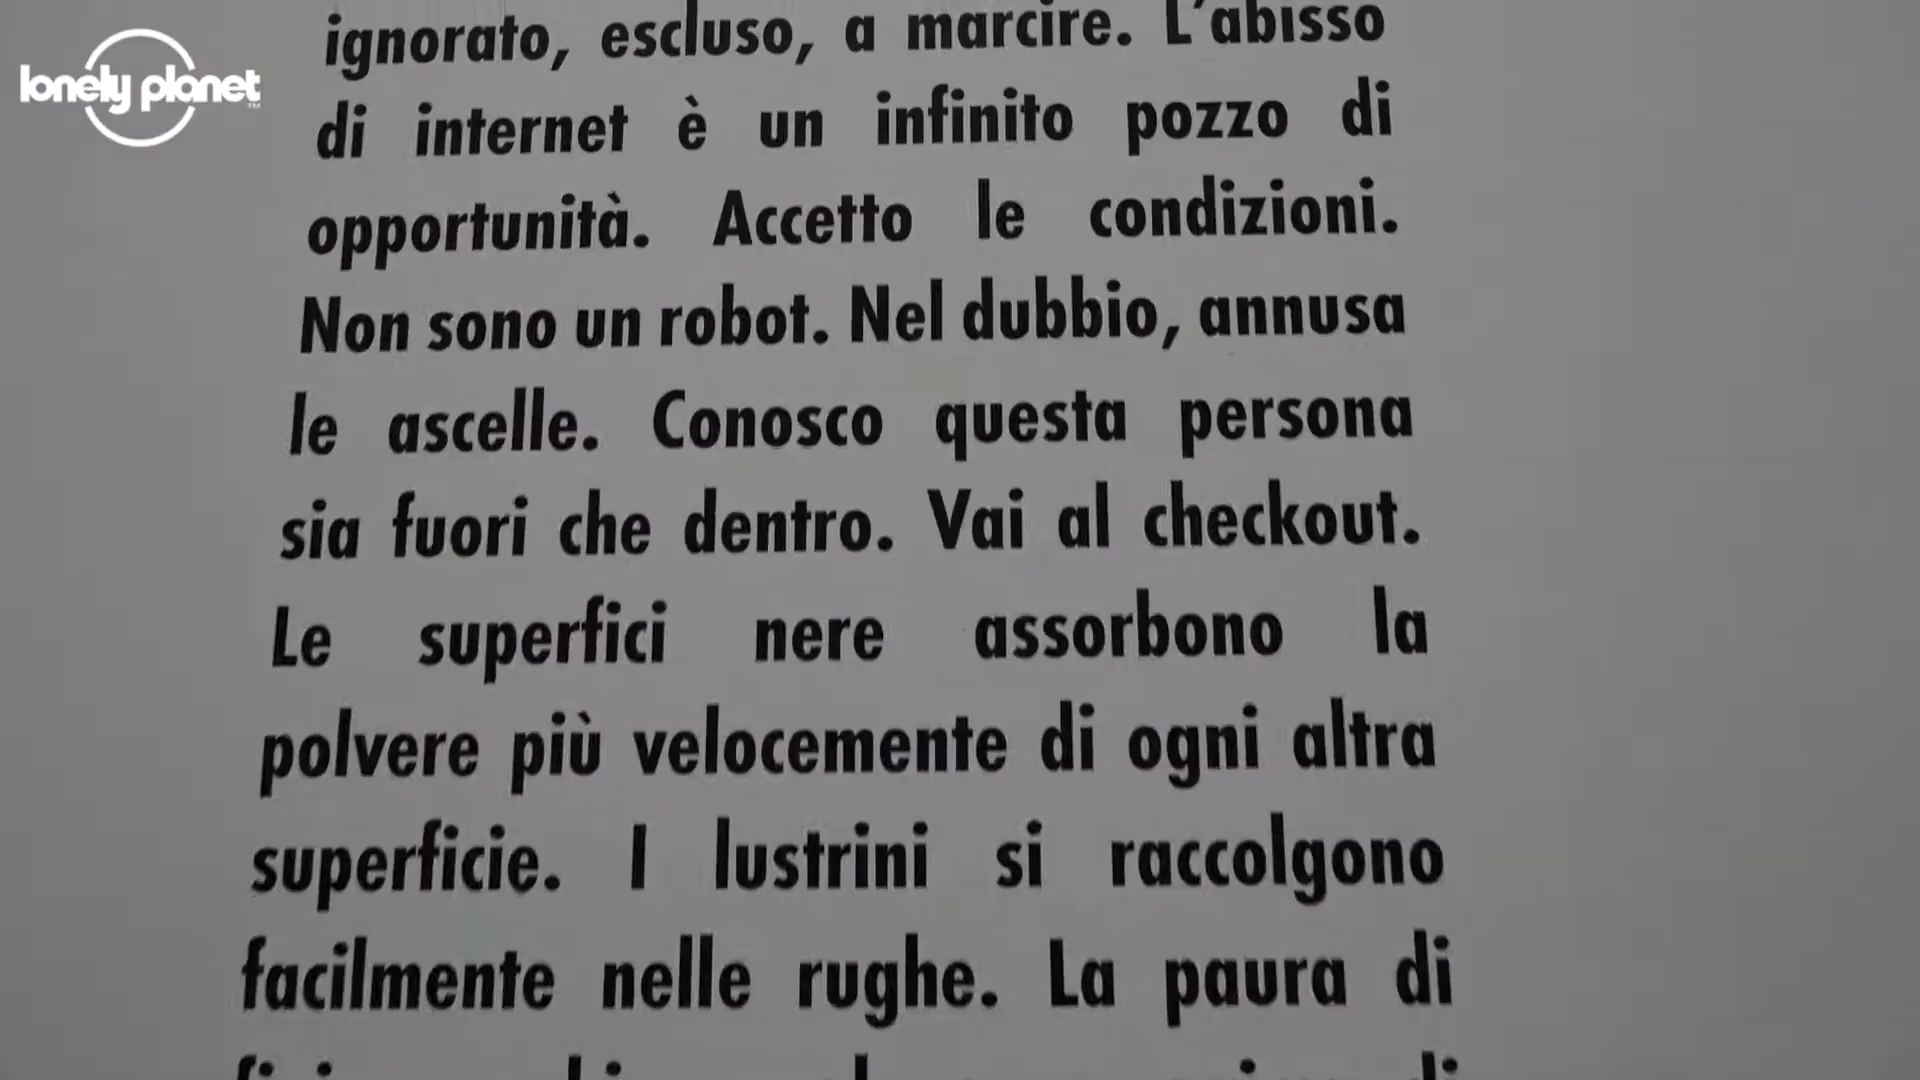 lonely planet
ignorato, escluso, a marcire. L'abisso
di internet è un infinito pozzo di
opportunità. Accetto le condizioni.
Non sono un robot. Nel dubbio, annusa
le ascelle. Conosco questa persona
sia fuori che dentro. Vai al checkout.
Le superfici nere assorbono la
polvere più velocemente di ogni altra
superficie. I lustrini si raccolgono
facilmente nelle rughe. La paura di